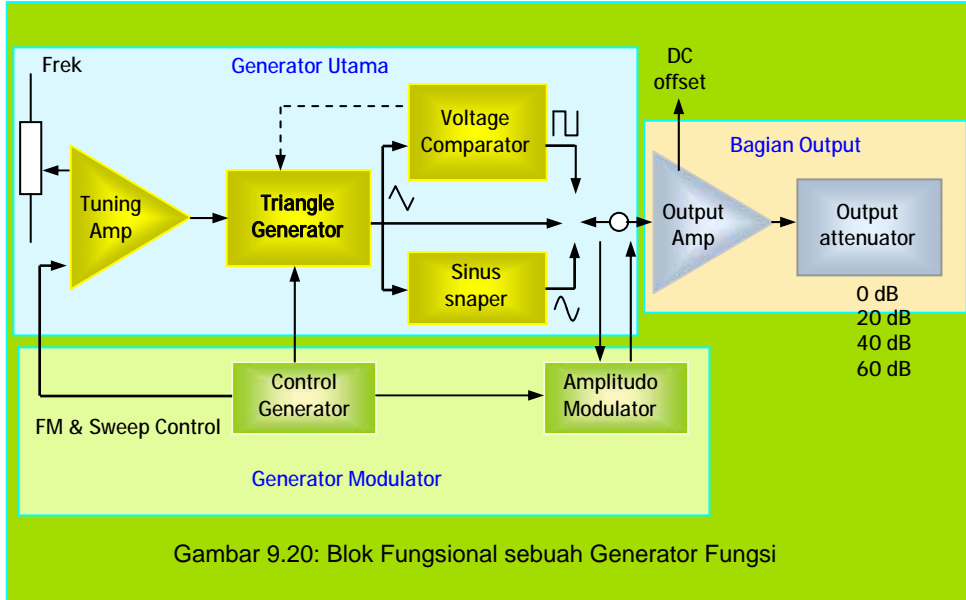 Frek
Generator Utama
DC
offset
Voltage
Comparator
Bagian Output
Tuning
Amp
Triangle
Generator
Output
Amp
Output
attenuator
Sinus
snaper
0 dB
20 dB
40 dB
60 dB
Control
Generator
Amplitudo
Modulator
FM & Sweep Control
Generator Modulator
Gambar 9.20: Blok Fungsional sebuah Generator Fungsi